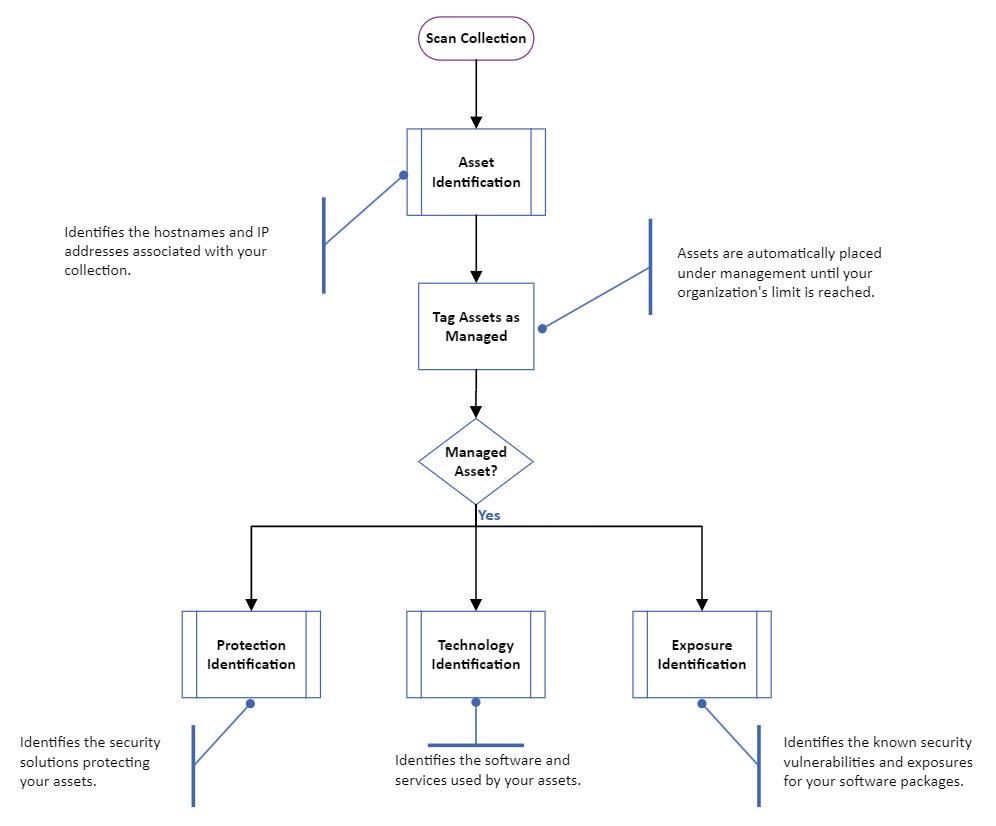 Scan Collection
Asset
Identification
Identifies the hostnames and IP
addresses associated with your
collection.
Assets are automatically placed
under management until your
organization's limit is reached.
Tag Assets as
Managed
Managed
Asset?
Yes
Protection
Identification
Technology
Identification
Exposure
Identification
Identifies the security
solutions protecting
your assets.
Identifies the software and
services used by your assets.
Identifies the known security
vulnerabilities and exposures
for your software packages.